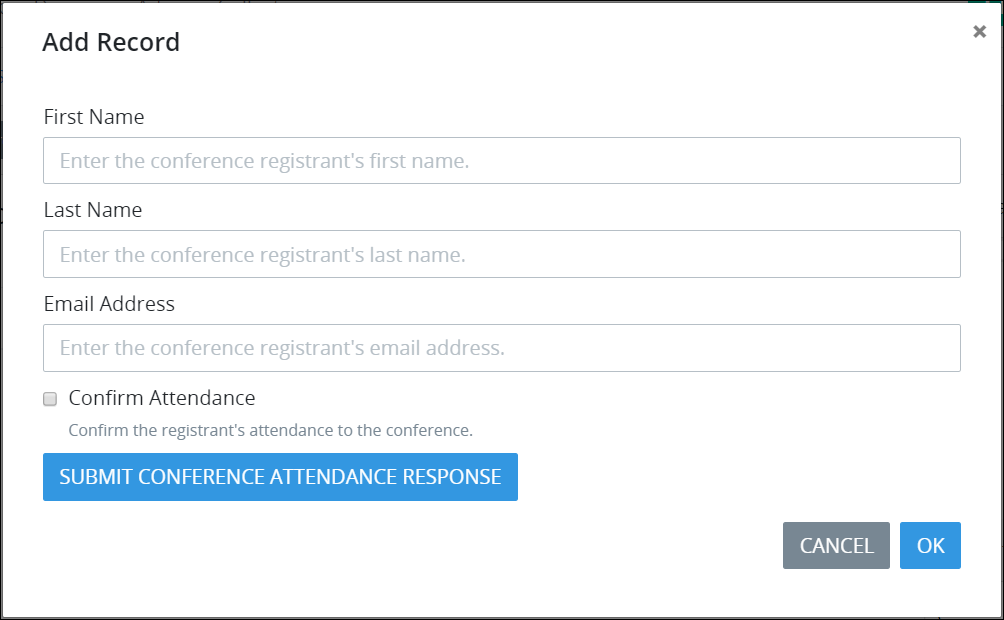 Add Record
×
First Name
Enter the conference registrant's first name.
Last Name
Enter the conference registrant's last name.
Email Address
Enter the conference registrant's email address.
Confirm Attendance
Confirm the registrant's attendance to the conference.
SUBMIT CONFERENCE ATTENDANCE RESPONSE
CANCEL OK